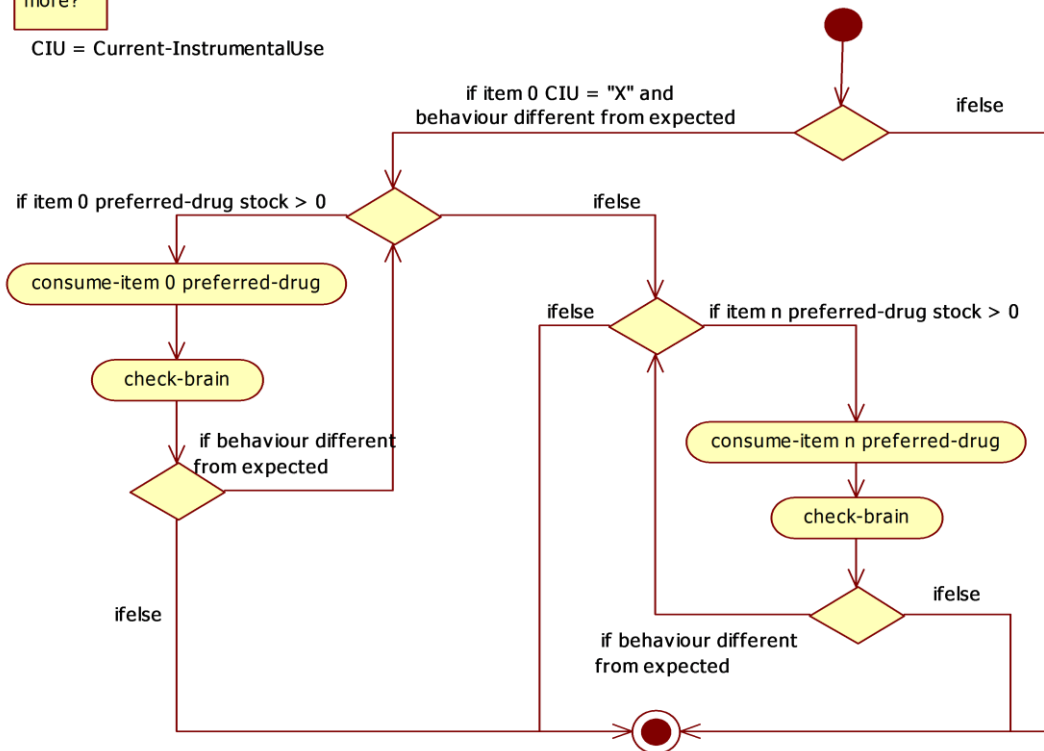 more?
CIU = Current-InstrumentalUse
if item 0 CIU = "X" and
behaviour different from expected
ifelse
if item 0 preferred-drug stock > 0
ifelse
consume-item 0 preferred-drug
ifelse
if item n preferred-drug stock > 0
check-brain
if behaviour different
from expected
consume-item n preferred-drug
check-brain
ifelse
ifelse
if behaviour different
from expected